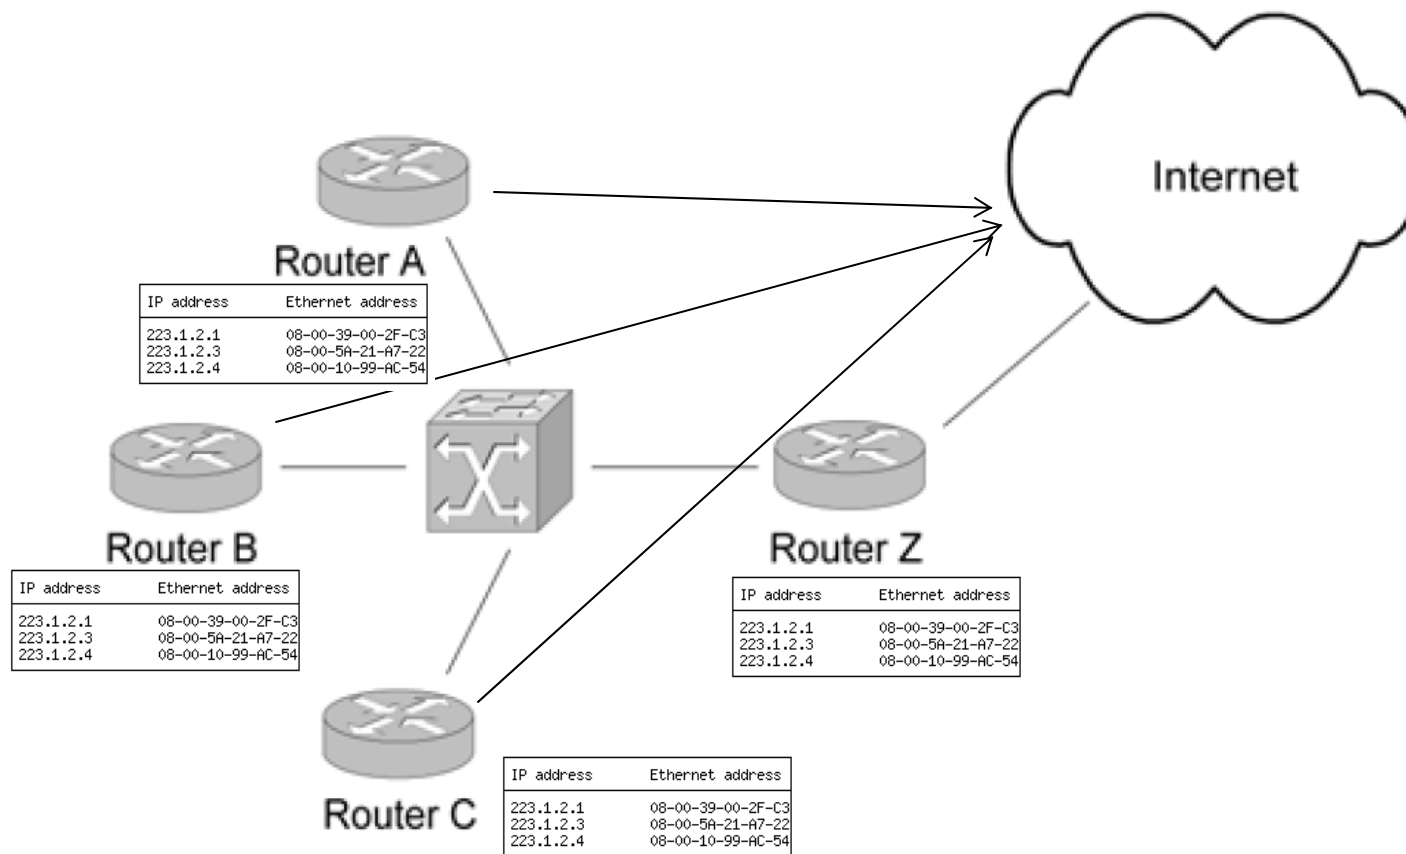 Internet
Router A
IP address Ethernet address
223.1.2.1 08-00-39-00-2F-C3
223.1.2.3 08-00-5A-21-A7-22
223.1.2.4 08-00-10-99-AC-54
Router B
IP address Ethernet address
223.1.2.1 08-00-39-00-2F-C3
223.1.2.3 08-00-5A-21-A7-22
223.1.2.4 08-00-10-99-AC-54
Router Z
IP address Ethernet address
223.1.2.1 08-00-39-00-2F-C3
223.1.2.3 08-00-5A-21-A7-22
223.1.2.4 08-00-10-99-AC-54
Router C
IP address Ethernet address
223.1.2.1 08-00-39-00-2F-C3
223.1.2.3 08-00-5A-21-A7-22
223.1.2.4 08-00-10-99-AC-54